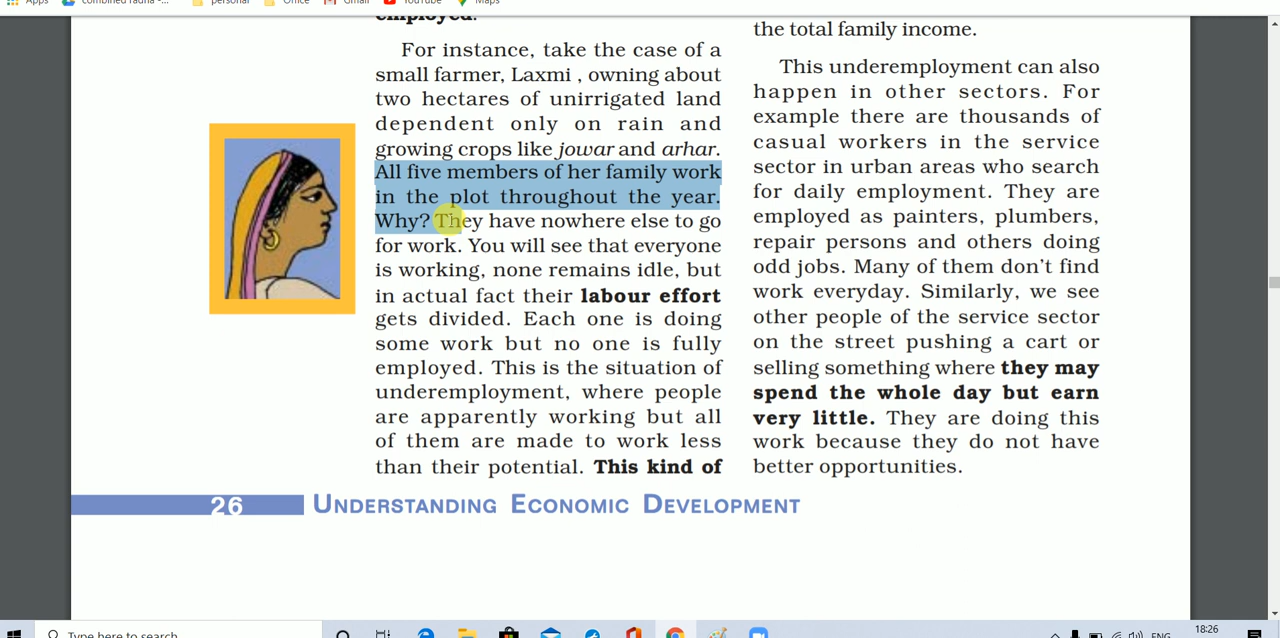 Apps
combined
personal
Office
Gmail
YouTube
Maps
employed.
For instance, take the case of a
small farmer, Laxmi , owning about
two hectares of unirrigated land
dependent only on rain and
growing crops like jowar and arhar.
All five members of her family work
in the plot throughout the year.
Why? They have nowhere else to go
for work. You will see that everyone
is working, none remains idle, but
in actual fact their labour effort
gets divided. Each one is doing
some work but no one is fully
employed. This is the situation of
underemployment, where people
are apparently working but all
of them are made to work less
than their potential. This kind of
the total family income.
This underemployment can also
happen in other sectors. For
example there are thousands of
casual workers in the service
sector in urban areas who search
for daily employment. They are
employed as painters, plumbers,
repair persons and others doing
odd jobs. Many of them don't find
work everyday. Similarly, we see
other people of the service sector
on the street pushing a cart or
selling something where they may
spend the whole day but earn
very little. They are doing this
work because they do not have
better opportunities.
26 UNDERSTANDING ECONOMIC DEVELOPMENT
Type here to search
ENG
18:26